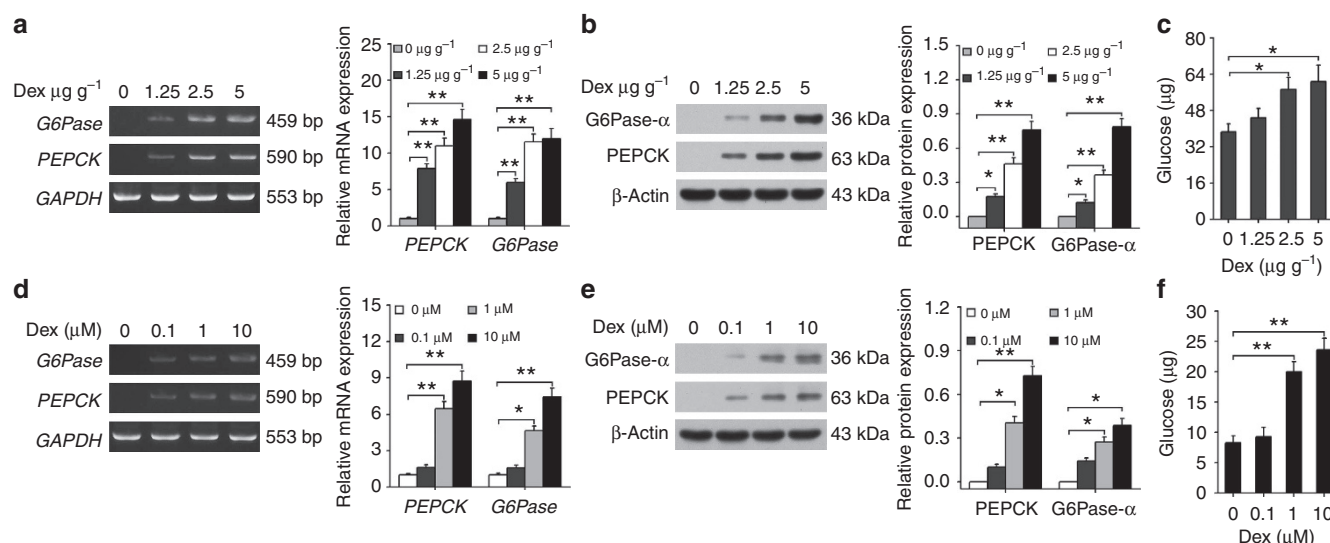 a
Dex μg g⁻¹ 0 1.25 2.5 5
G6Pase 459 bp
PEPCK 590 bp
GAPDH 553 bp
Relative mRNA expression
25
20
15
10
5
0
0 μg g⁻¹ 2.5 μg g⁻¹
1.25 μg g⁻¹ 5 μg g⁻¹
** ** ** ** ** **
PEPCK G6Pase
b
Dex μg g⁻¹ 0 1.25 2.5 5
G6Pase-α 36 kDa
PEPCK 63 kDa
β-Actin 43 kDa
Relative protein expression
1.5
1.2
0.9
0.6
0.3
0.0
0 μg g⁻¹ 2.5 μg g⁻¹
1.25 μg g⁻¹ 5 μg g⁻¹
** ** * ** ** *
PEPCK G6Pase-α
c
Glucose (μg)
80
64
48
32
16
0
* *
0 1.25 2.5 5
Dex (μg g⁻¹)
d
Dex (μM) 0 0.1 1 10
G6Pase 459 bp
PEPCK 590 bp
GAPDH 553 bp
Relative mRNA expression
15
12
9
6
3
0
0 μM 1 μM
0.1 μM 10 μM
** ** ** *
PEPCK G6Pase
e
Dex (μM) 0 0.1 1 10
G6Pase-α 36 kDa
PEPCK 63 kDa
β-Actin 43 kDa
Relative protein expression
1.2
0.9
0.6
0.3
0.0
0 μM 1 μM
0.1 μM 10 μM
** * * *
PEPCK G6Pase-α
f
Glucose (μg)
30
25
20
15
10
5
0
** **
0 0.1 1 10
Dex (μM)